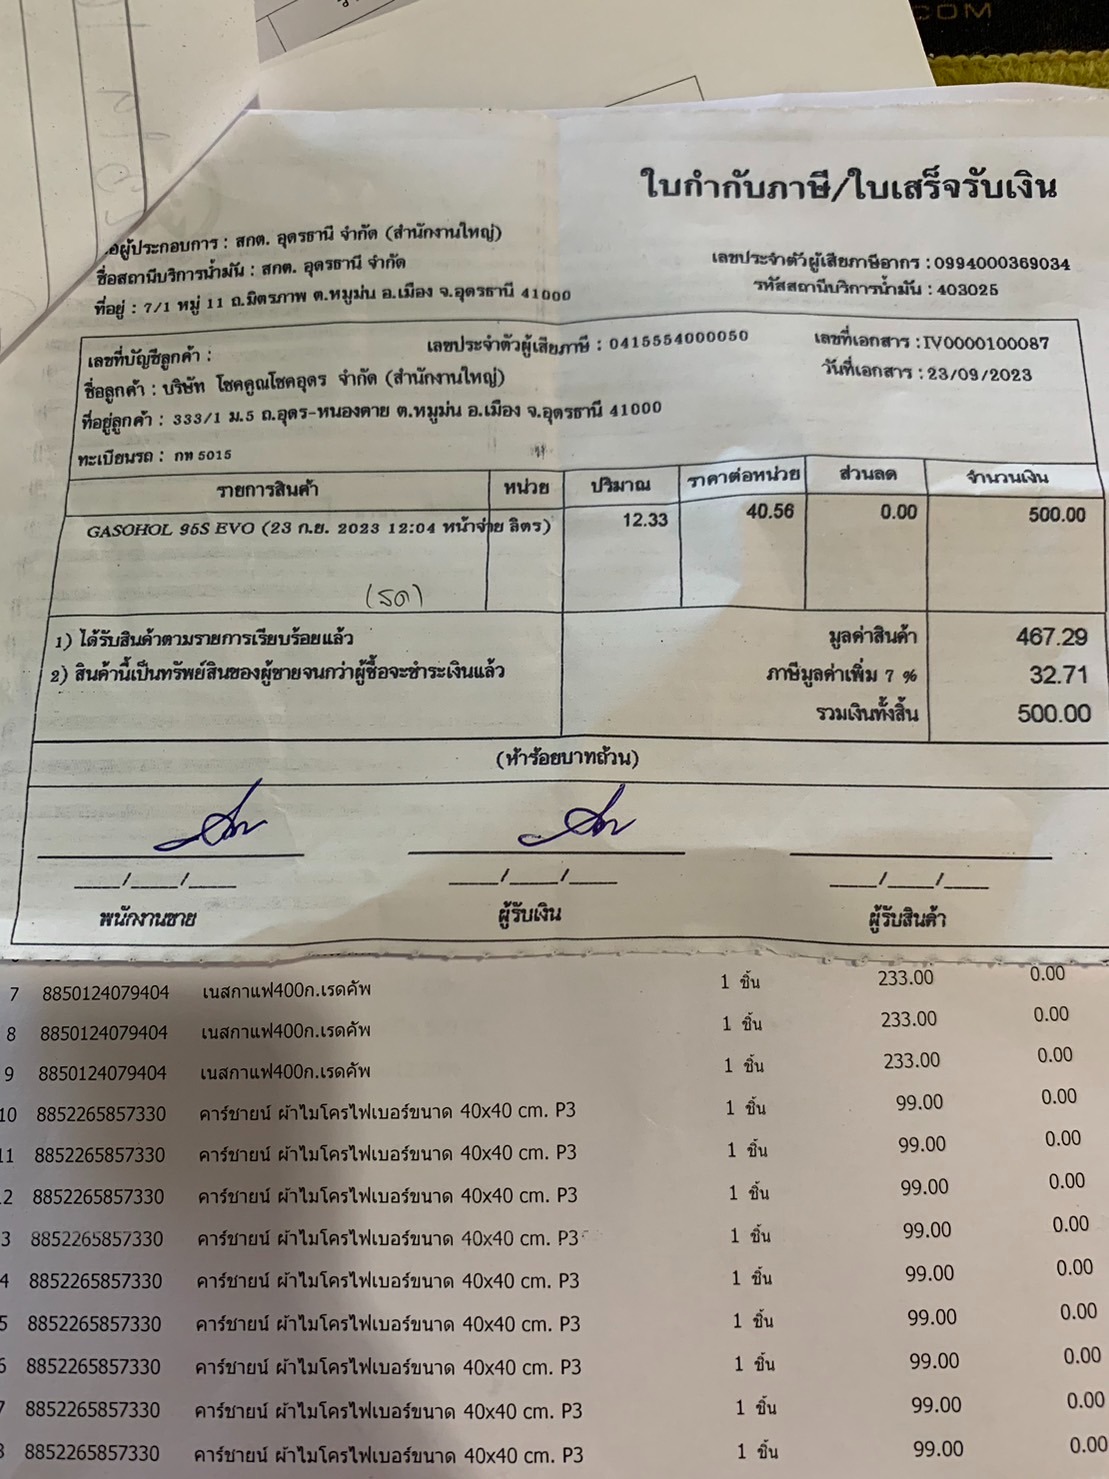 COM
ใบกำกับภาษี/ใบเสร็จรับเงิน
อผู้ประกอบการ : สกต. อุดรธานี จำกัด (สำนักงานใหญ่)
ชื่อสถานีบริการน้ำมัน : สกต. อุดรธานี จำกัด
ที่อยู่ : 7/1 หมู่ 11 ถ.มิตรภาพ ต.หมูม่น อ.เมือง จ.อุดรธานี 41000
เลขประจำตัวผู้เสียภาษีอากร : 0994000369034
รหัสสถานีบริการน้ำมัน : 403025
เลขที่บัญชีลูกค้า : เลขประจำตัวผู้เสียภาษี : 0415554000050 เลขที่เอกสาร : IV0000100087
ชื่อลูกค้า : บริษัท โชคคูณโชคอุดร จำกัด (สำนักงานใหญ่) วันที่เอกสาร : 23/09/2023
ที่อยู่ลูกค้า : 333/1 ม.5 ถ.อุดร-หนองคาย ต.หมูม่น อ.เมือง จ.อุดรธานี 41000
ทะเบียนรถ : กท 5015
รายการสินค้า หน่วย ปริมาณ ราคาต่อหน่วย ส่วนลด จำนวนเงิน
GASOHOL 95S EVO (23 ก.ย. 2023 12:04 หน้าจ่าย ลิตร) 12.33 40.56 0.00 500.00
1) ได้รับสินค้าตามรายการเรียบร้อยแล้ว
2) สินค้านี้เป็นทรัพย์สินของผู้ขายจนกว่าผู้ซื้อจะชำระเงินแล้ว
มูลค่าสินค้า 467.29
ภาษีมูลค่าเพิ่ม 7 % 32.71
รวมเงินทั้งสิ้น 500.00
(ห้าร้อยบาทถ้วน)
___/___/___ ___/___/___ ___/___/___
พนักงานขาย ผู้รับเงิน ผู้รับสินค้า
7 8850124079404 เนสกาแฟ400ก.เรดคัพ 1 ชิ้น 233.00 0.00
8 8850124079404 เนสกาแฟ400ก.เรดคัพ 1 ชิ้น 233.00 0.00
9 8850124079404 เนสกาแฟ400ก.เรดคัพ 1 ชิ้น 233.00 0.00
10 8852265857330 คาร์ชายน์ ผ้าไมโครไฟเบอร์ขนาด 40x40 cm. P3 1 ชิ้น 99.00 0.00
11 8852265857330 คาร์ชายน์ ผ้าไมโครไฟเบอร์ขนาด 40x40 cm. P3 1 ชิ้น 99.00 0.00
2 8852265857330 คาร์ชายน์ ผ้าไมโครไฟเบอร์ขนาด 40x40 cm. P3 1 ชิ้น 99.00 0.00
3 8852265857330 คาร์ชายน์ ผ้าไมโครไฟเบอร์ขนาด 40x40 cm. P3 1 ชิ้น 99.00 0.00
4 8852265857330 คาร์ชายน์ ผ้าไมโครไฟเบอร์ขนาด 40x40 cm. P3 1 ชิ้น 99.00 0.00
5 8852265857330 คาร์ชายน์ ผ้าไมโครไฟเบอร์ขนาด 40x40 cm. P3 1 ชิ้น 99.00 0.00
6 8852265857330 คาร์ชายน์ ผ้าไมโครไฟเบอร์ขนาด 40x40 cm. P3 1 ชิ้น 99.00 0.00
7 8852265857330 คาร์ชายน์ ผ้าไมโครไฟเบอร์ขนาด 40x40 cm. P3 1 ชิ้น 99.00 0.00
8 8852265857330 คาร์ชายน์ ผ้าไมโครไฟเบอร์ขนาด 40x40 cm. P3 1 ชิ้น 99.00 0.00